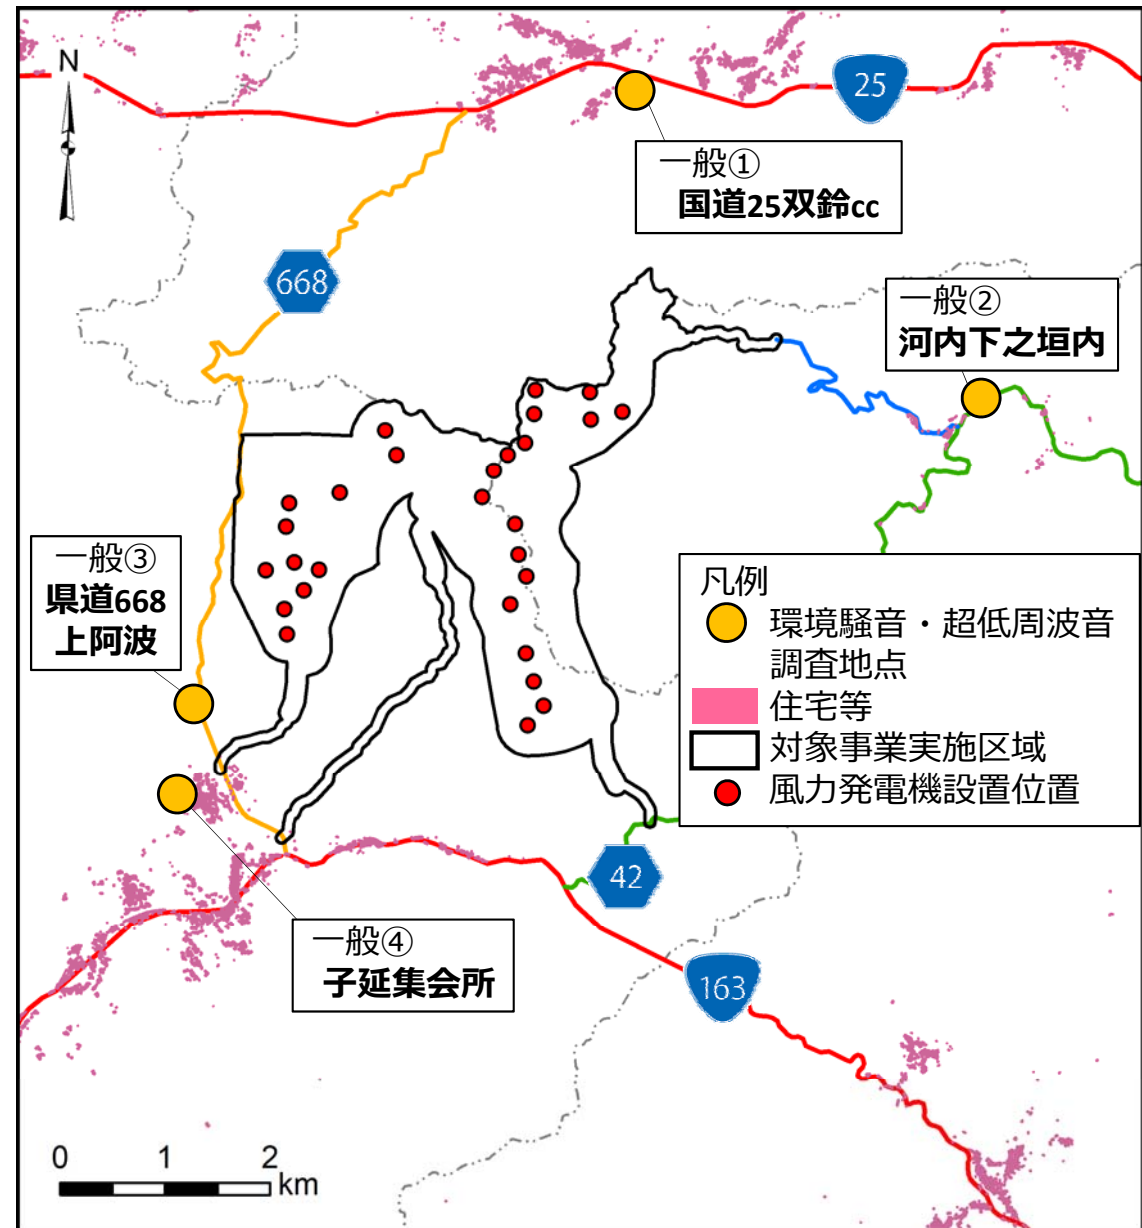 N
25
一般①
国道25双鈴cc
668
一般②
河内下之垣内
一般③
県道668
上阿波
凡例
環境騒音・超低周波音
調査地点
住宅等
対象事業実施区域
風力発電機設置位置
42
一般④
子延集会所
163
0 1 2
km